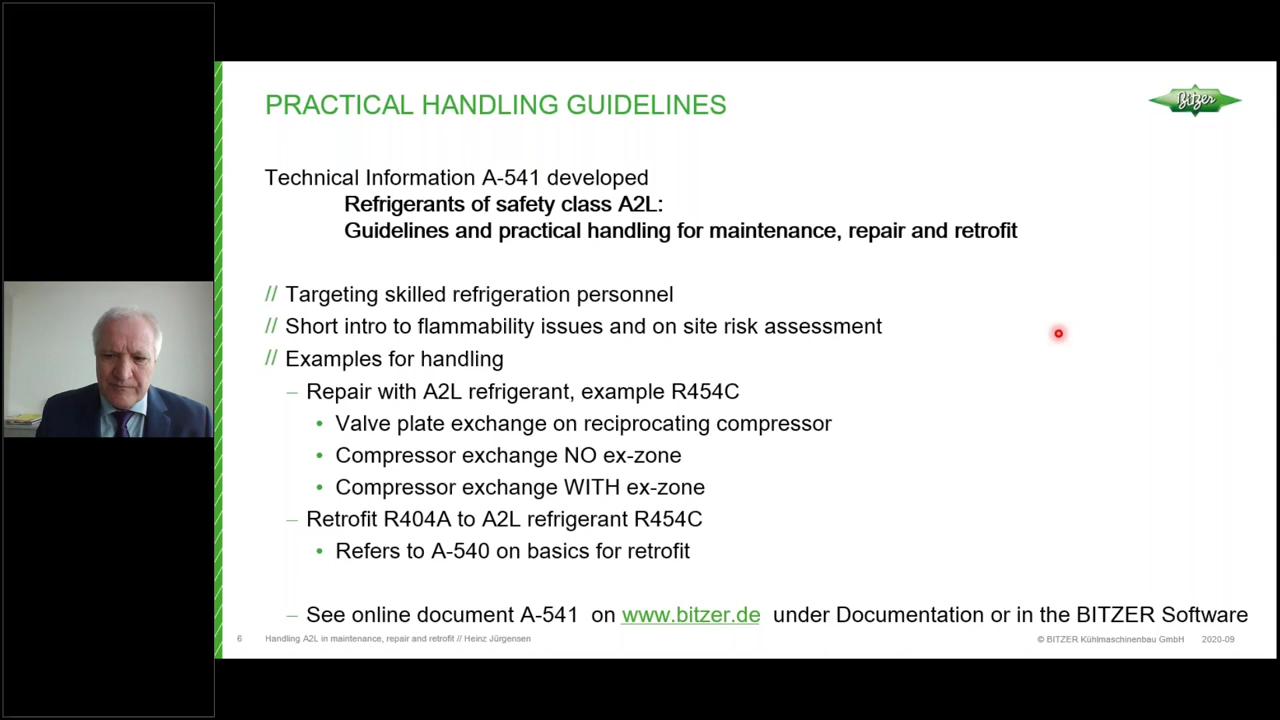 PRACTICAL HANDLING GUIDELINES
Bitzer
Technical Information A-541 developed
Refrigerants of safety class A2L:
Guidelines and practical handling for maintenance, repair and retrofit
// Targeting skilled refrigeration personnel
// Short intro to flammability issues and on site risk assessment
// Examples for handling
– Repair with A2L refrigerant, example R454C
• Valve plate exchange on reciprocating compressor
• Compressor exchange NO ex-zone
• Compressor exchange WITH ex-zone
– Retrofit R404A to A2L refrigerant R454C
• Refers to A-540 on basics for retrofit
– See online document A-541 on www.bitzer.de under Documentation or in the BITZER Software
6 Handling A2L in maintenance, repair and retrofit // Heinz Jürgensen © BITZER Kühlmaschinenbau GmbH 2020-09